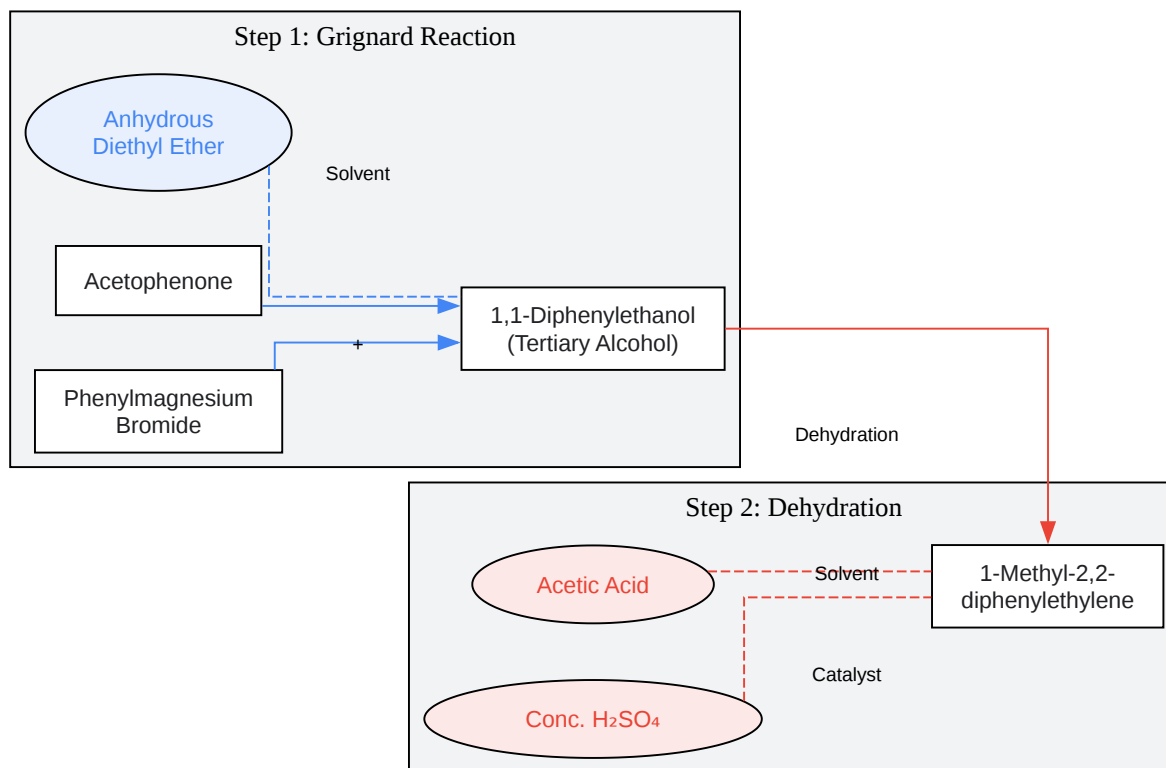 Step 1: Grignard Reaction
Anhydrous
Diethyl Ether
Solvent
Acetophenone
1,1-Diphenylethanol
(Tertiary Alcohol)
+
Phenylmagnesium
Bromide
Dehydration
Step 2: Dehydration
Acetic Acid
Solvent
1-Methyl-2,2-
diphenylethylene
Catalyst
Conc. H₂SO₄